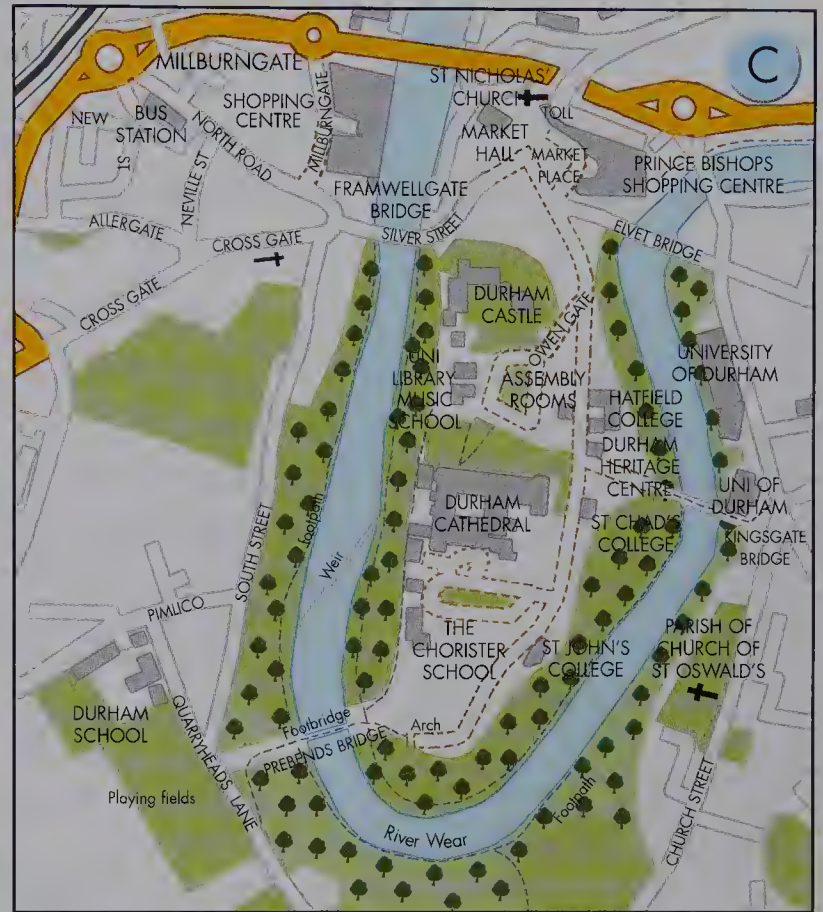 C
MILLBURNGATE
ST NICHOLAS'
CHURCH
SHOPPING
CENTRE
MILLBURNGATE
NEW
ST
BUS
STATION
NORTH ROAD
NEVILLE ST
TOLL
MARKET
HALL
MARKET
PLACE
PRINCE BISHOPS
SHOPPING CENTRE
FRAMWELLGATE
BRIDGE
SILVER STREET
ELVET BRIDGE
ALLERGATE
CROSS GATE
CROSS GATE
DURHAM
CASTLE
OWEN GATE
UNI
LIBRARY
MUSIC
SCHOOL
ASSEMBLY
ROOMS
UNIVERSITY
OF DURHAM
HATFIELD
COLLEGE
DURHAM
HERITAGE
CENTRE
UNI OF
DURHAM
KINGSGATE
BRIDGE
DURHAM
CATHEDRAL
ST CHAD'S
COLLEGE
SOUTH STREET
Footpath
Weir
PIMLICO
THE
CHORISTER
SCHOOL
ST JOHN'S
COLLEGE
PARISH OF
CHURCH OF
ST OSWALD'S
DURHAM
SCHOOL
QUARRYHEADS LANE
Footbridge
PREBENDS BRIDGE
Arch
Playing fields
River Wear
Footpath
CHURCH STREET